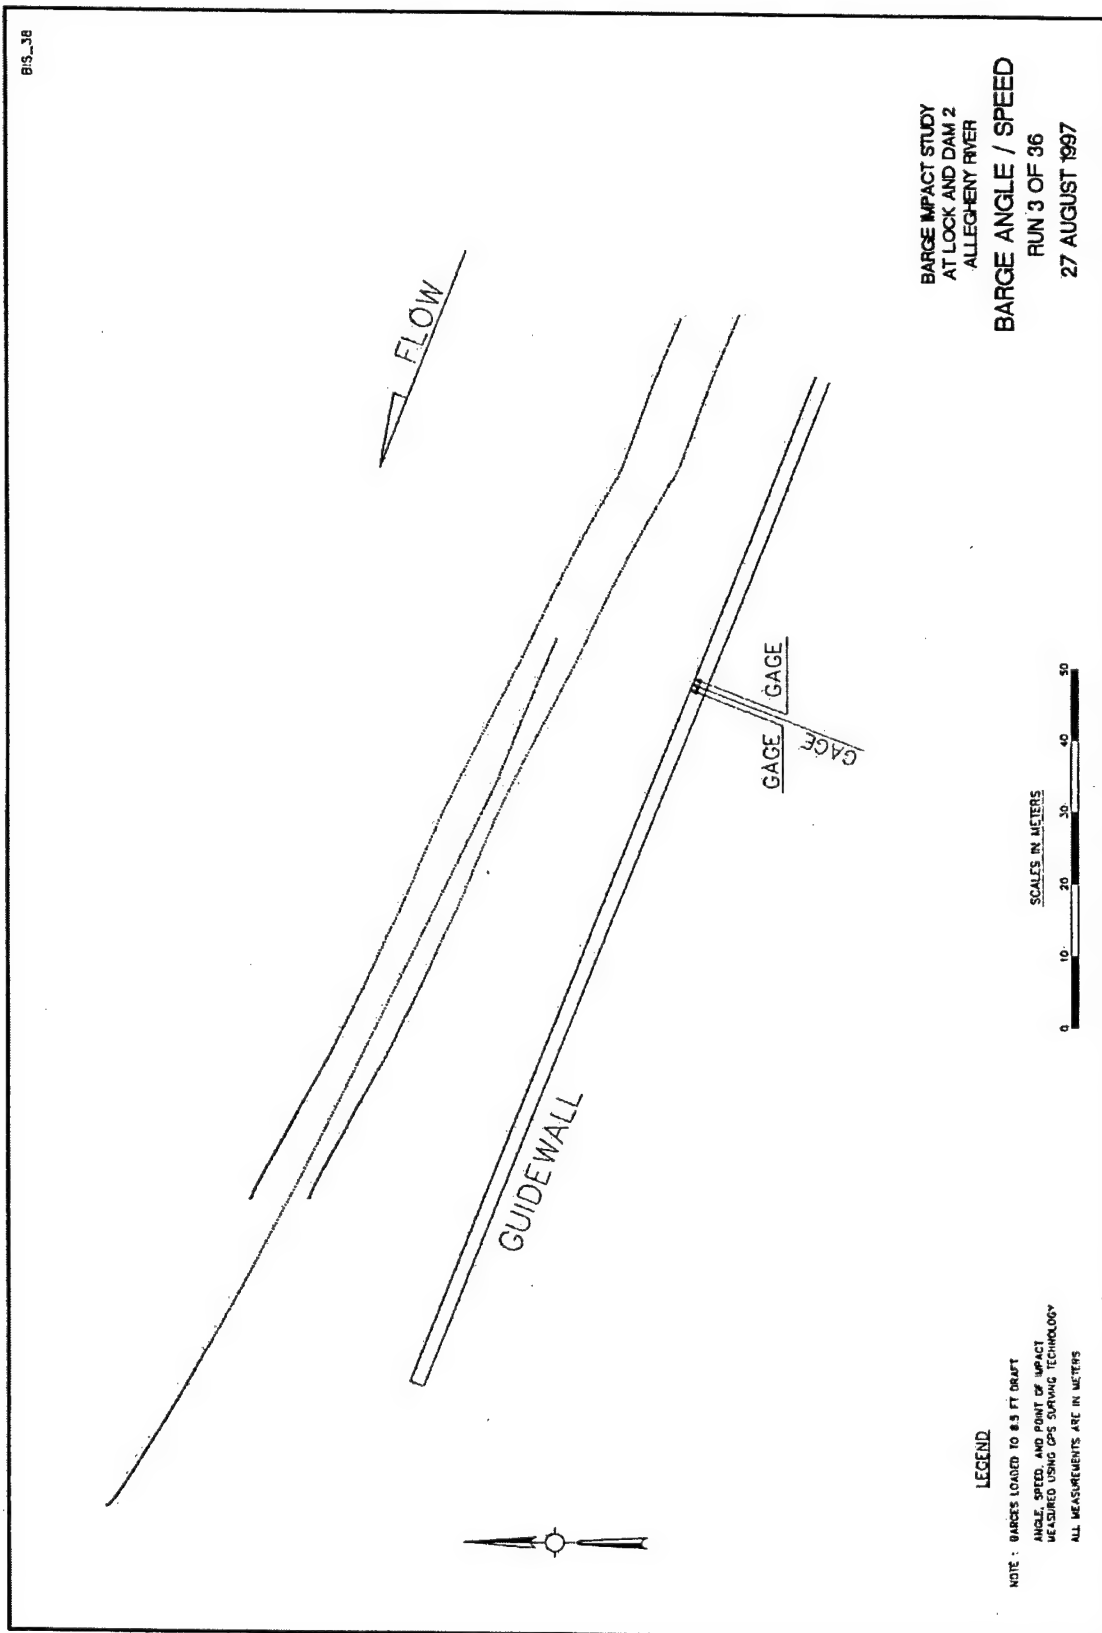 BIS_38
FLOW
GAGE
GAGE
GAGE
GUIDEWALL
BARGE IMPACT STUDY
AT LOCK AND DAM 2
ALLEGHENY RIVER
BARGE ANGLE / SPEED
RUN 3 OF 36
27 AUGUST 1997
SCALES IN METERS
0 10 20 30 40 50
LEGEND
NOTE : BARGES LOADED TO 8.5 FT DRAFT
ANGLE, SPEED, AND POINT OF IMPACT
MEASURED USING GPS SURVING TECHNOLOGY
ALL MEASUREMENTS ARE IN METERS